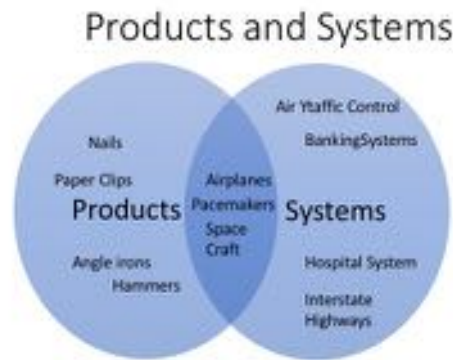 Products and Systems
Air Ytaffic Control
Nails
BankingSystems
Paper Clips
Airplanes
Products
Pacemakers
Systems
Space
Craft
Angle irons
Hospital System
Hammers
Interstate
Highways